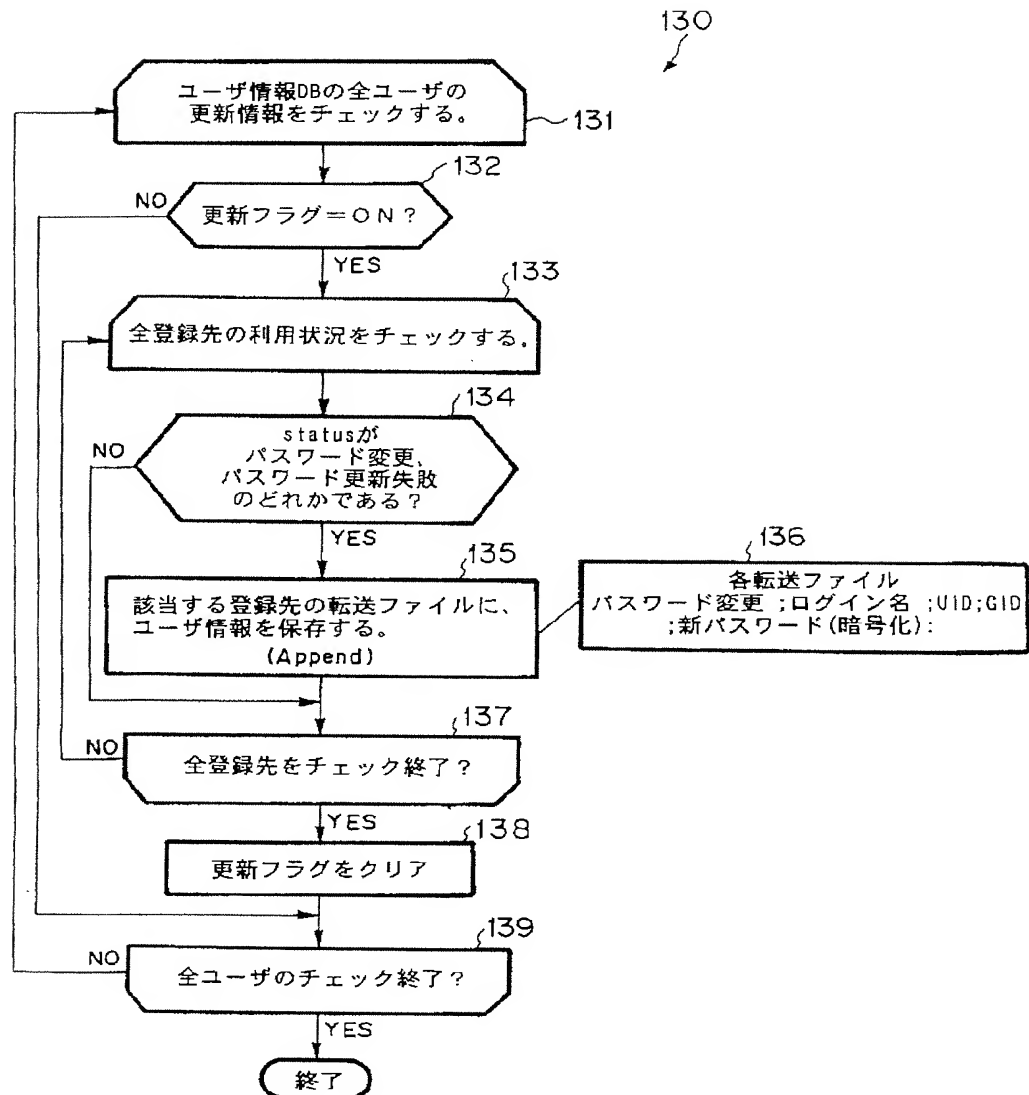 130
ユーザ情報DBの全ユーザの
更新情報をチェックする。
131
132
NO
更新フラグ=ON?
YES
133
全登録先の利用状況をチェックする。
134
NO
statusが
パスワード変更、
パスワード更新失敗
のどれかである?
YES
135
該当する登録先の転送ファイルに、
ユーザ情報を保存する。
(Append)
136
各転送ファイル
パスワード変更 ;ログイン名 ;UID;GID
;新パスワード(暗号化):
137
NO
全登録先をチェック終了?
YES
138
更新フラグをクリア
139
NO
全ユーザのチェック終了?
YES
終了